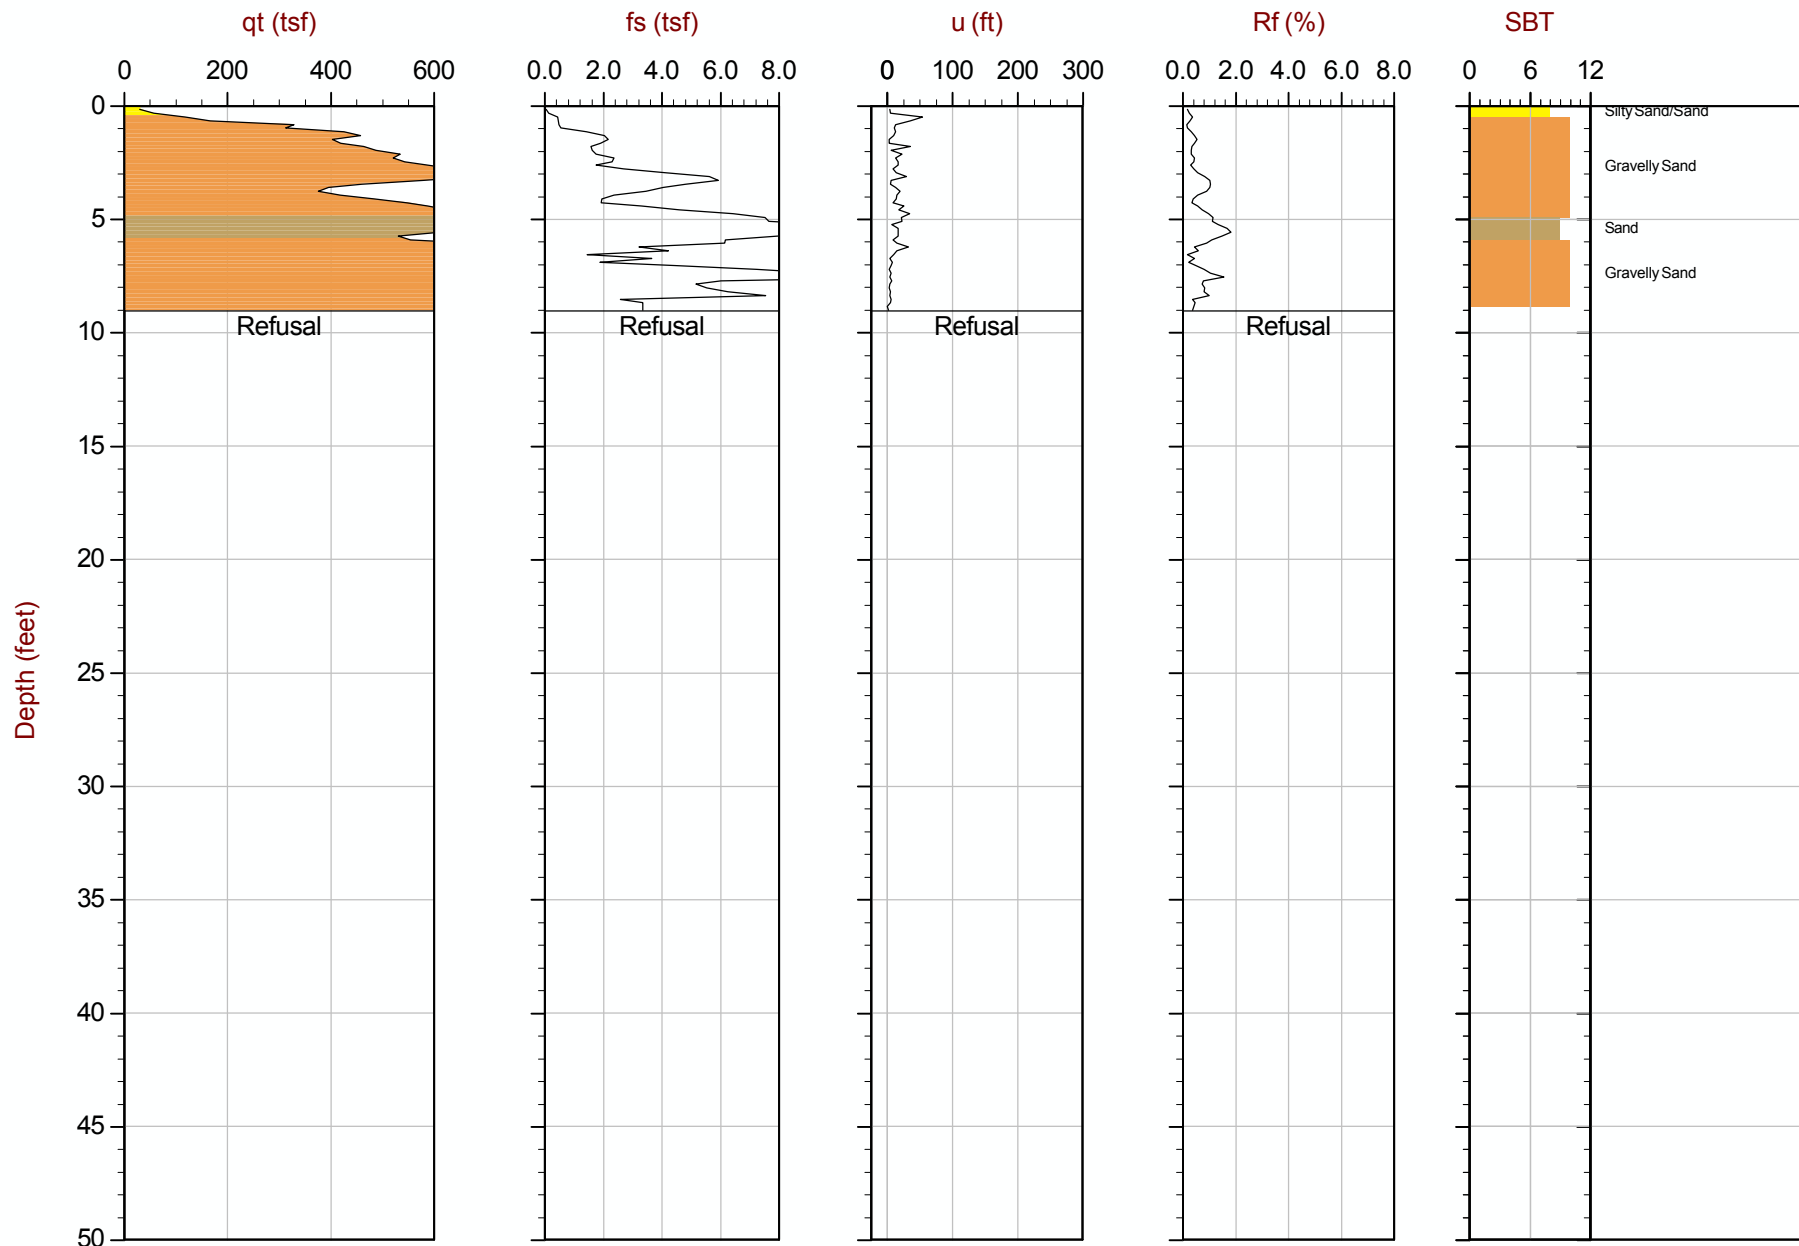 qt (tsf) fs (tsf) u (ft) Rf (%) SBT
0 200 400 600 0.0 2.0 4.0 6.0 8.0 0 100 200 300 0.0 2.0 4.0 6.0 8.0 0 6 12
0
Silty Sand/Sand
Gravelly Sand
5
Sand
Gravelly Sand
Refusal Refusal Refusal Refusal
10
15
20
25
Depth (feet)
30
35
40
45
50